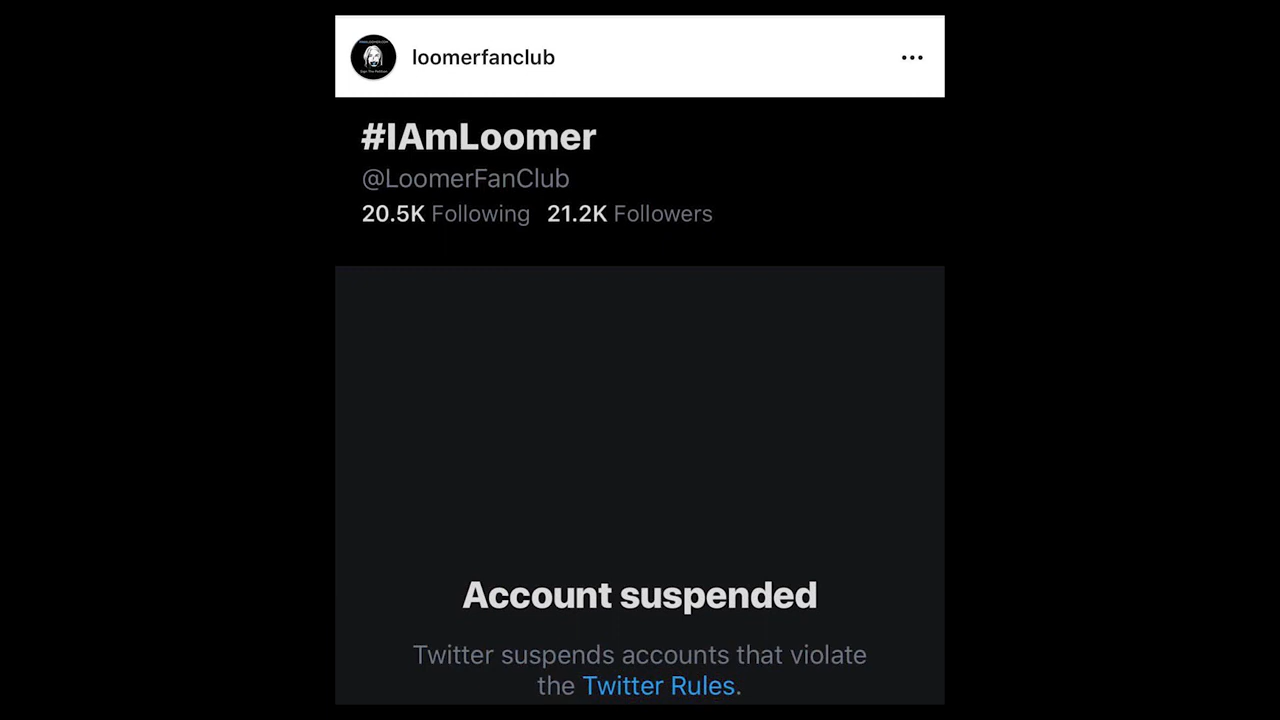 loomerfanclub
#IAmLoomer
@LoomerFanClub
20.5K Following 21.2K Followers
Account suspended
Twitter suspends accounts that violate
the Twitter Rules.